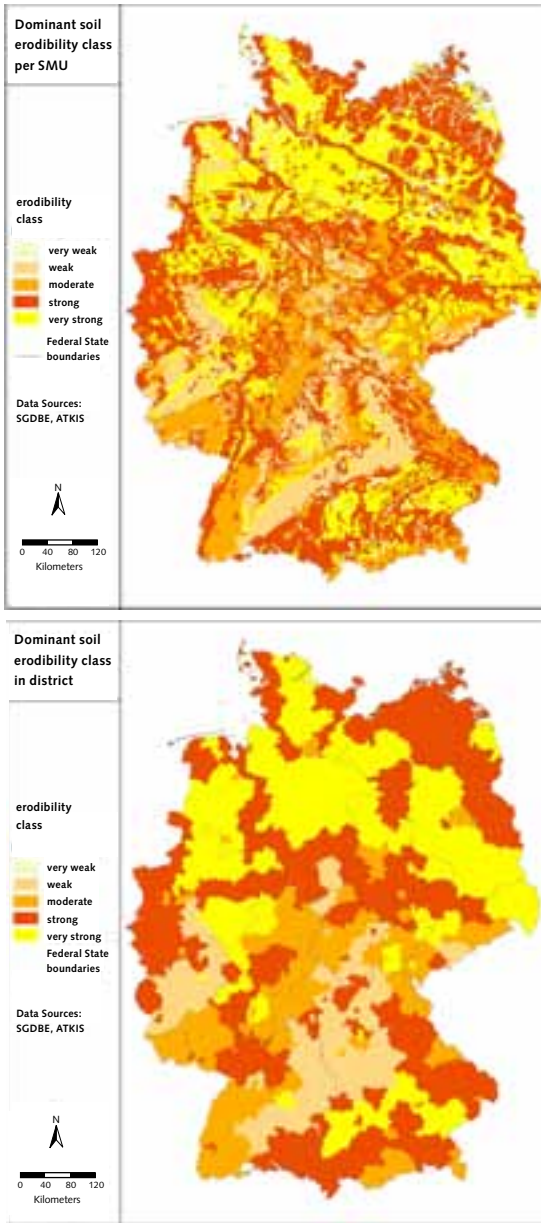 Dominant soil
erodibility class
per SMU
erodibility
class
very weak
weak
moderate
strong
very strong
Federal State
boundaries
Data Sources:
SGDBE, ATKIS
N
0 40 80 120
Kilometers
Dominant soil
erodibility class
in district
erodibility
class
very weak
weak
moderate
strong
very strong
Federal State
boundaries
Data Sources:
SGDBE, ATKIS
N
0 40 80 120
Kilometers